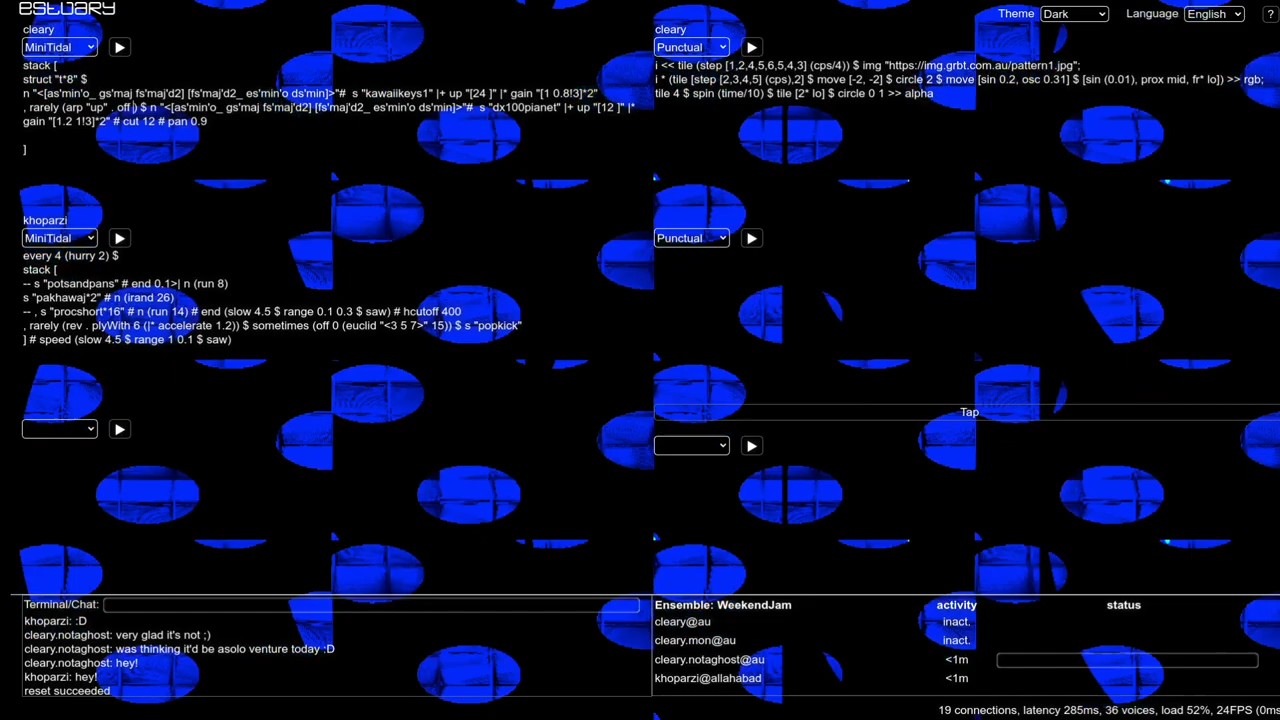 estuary
Theme Dark Language English ?
cleary
MiniTidal
stack [
struct "t*8" $
n "<[as'min'o_ gs'maj fs'maj'd2] [fs'maj'd2_ es'min'o ds'min]>"# s "kawaiikeys1" |+ up "[24 ]" |* gain "[1 0.8!3]*2"
, rarely (arp "up" . off ) $ n "<[as'min'o_ gs'maj fs'maj'd2] [fs'maj'd2_ es'min'o ds'min]>"# s "dx100pianet" |+ up "[12 ]" |*
gain "[1.2 1!3]*2" # cut 12 # pan 0.9
]
cleary
Punctual
i << tile (step [1,2,4,5,6,5,4,3] (cps/4)) $ img "https://img.grbt.com.au/pattern1.jpg";
i * (tile [step [2,3,4,5] (cps),2] $ move [-2, -2] $ circle 2 $ move [sin 0.2, osc 0.31] $ [sin (0.01), prox mid, fr* lo]) >> rgb;
tile 4 $ spin (time/10) $ tile [2* lo] $ circle 0 1 >> alpha
khoparzi
MiniTidal
every 4 (hurry 2) $
stack [
-- s "potsandpans" # end 0.1>| n (run 8)
s "pakhawaj*2" # n (irand 26)
-- , s "procshort*16" # n (run 14) # end (slow 4.5 $ range 0.1 0.3 $ saw) # hcutoff 400
, rarely (rev . plyWith 6 (|* accelerate 1.2)) $ sometimes (off 0 (euclid "<3 5 7>" 15)) $ s "popkick"
] # speed (slow 4.5 $ range 1 0.1 $ saw)
Punctual
Tap
Terminal/Chat:
khoparzi: :D
cleary.notaghost: very glad it's not ;)
cleary.notaghost: was thinking it'd be asolo venture today :D
cleary.notaghost: hey!
khoparzi: hey!
reset succeeded
Ensemble: WeekendJam activity status
cleary@au inact.
cleary.mon@au inact.
cleary.notaghost@au <1m
khoparzi@allahabad <1m
19 connections, latency 285ms, 36 voices, load 52%, 24FPS (0ms